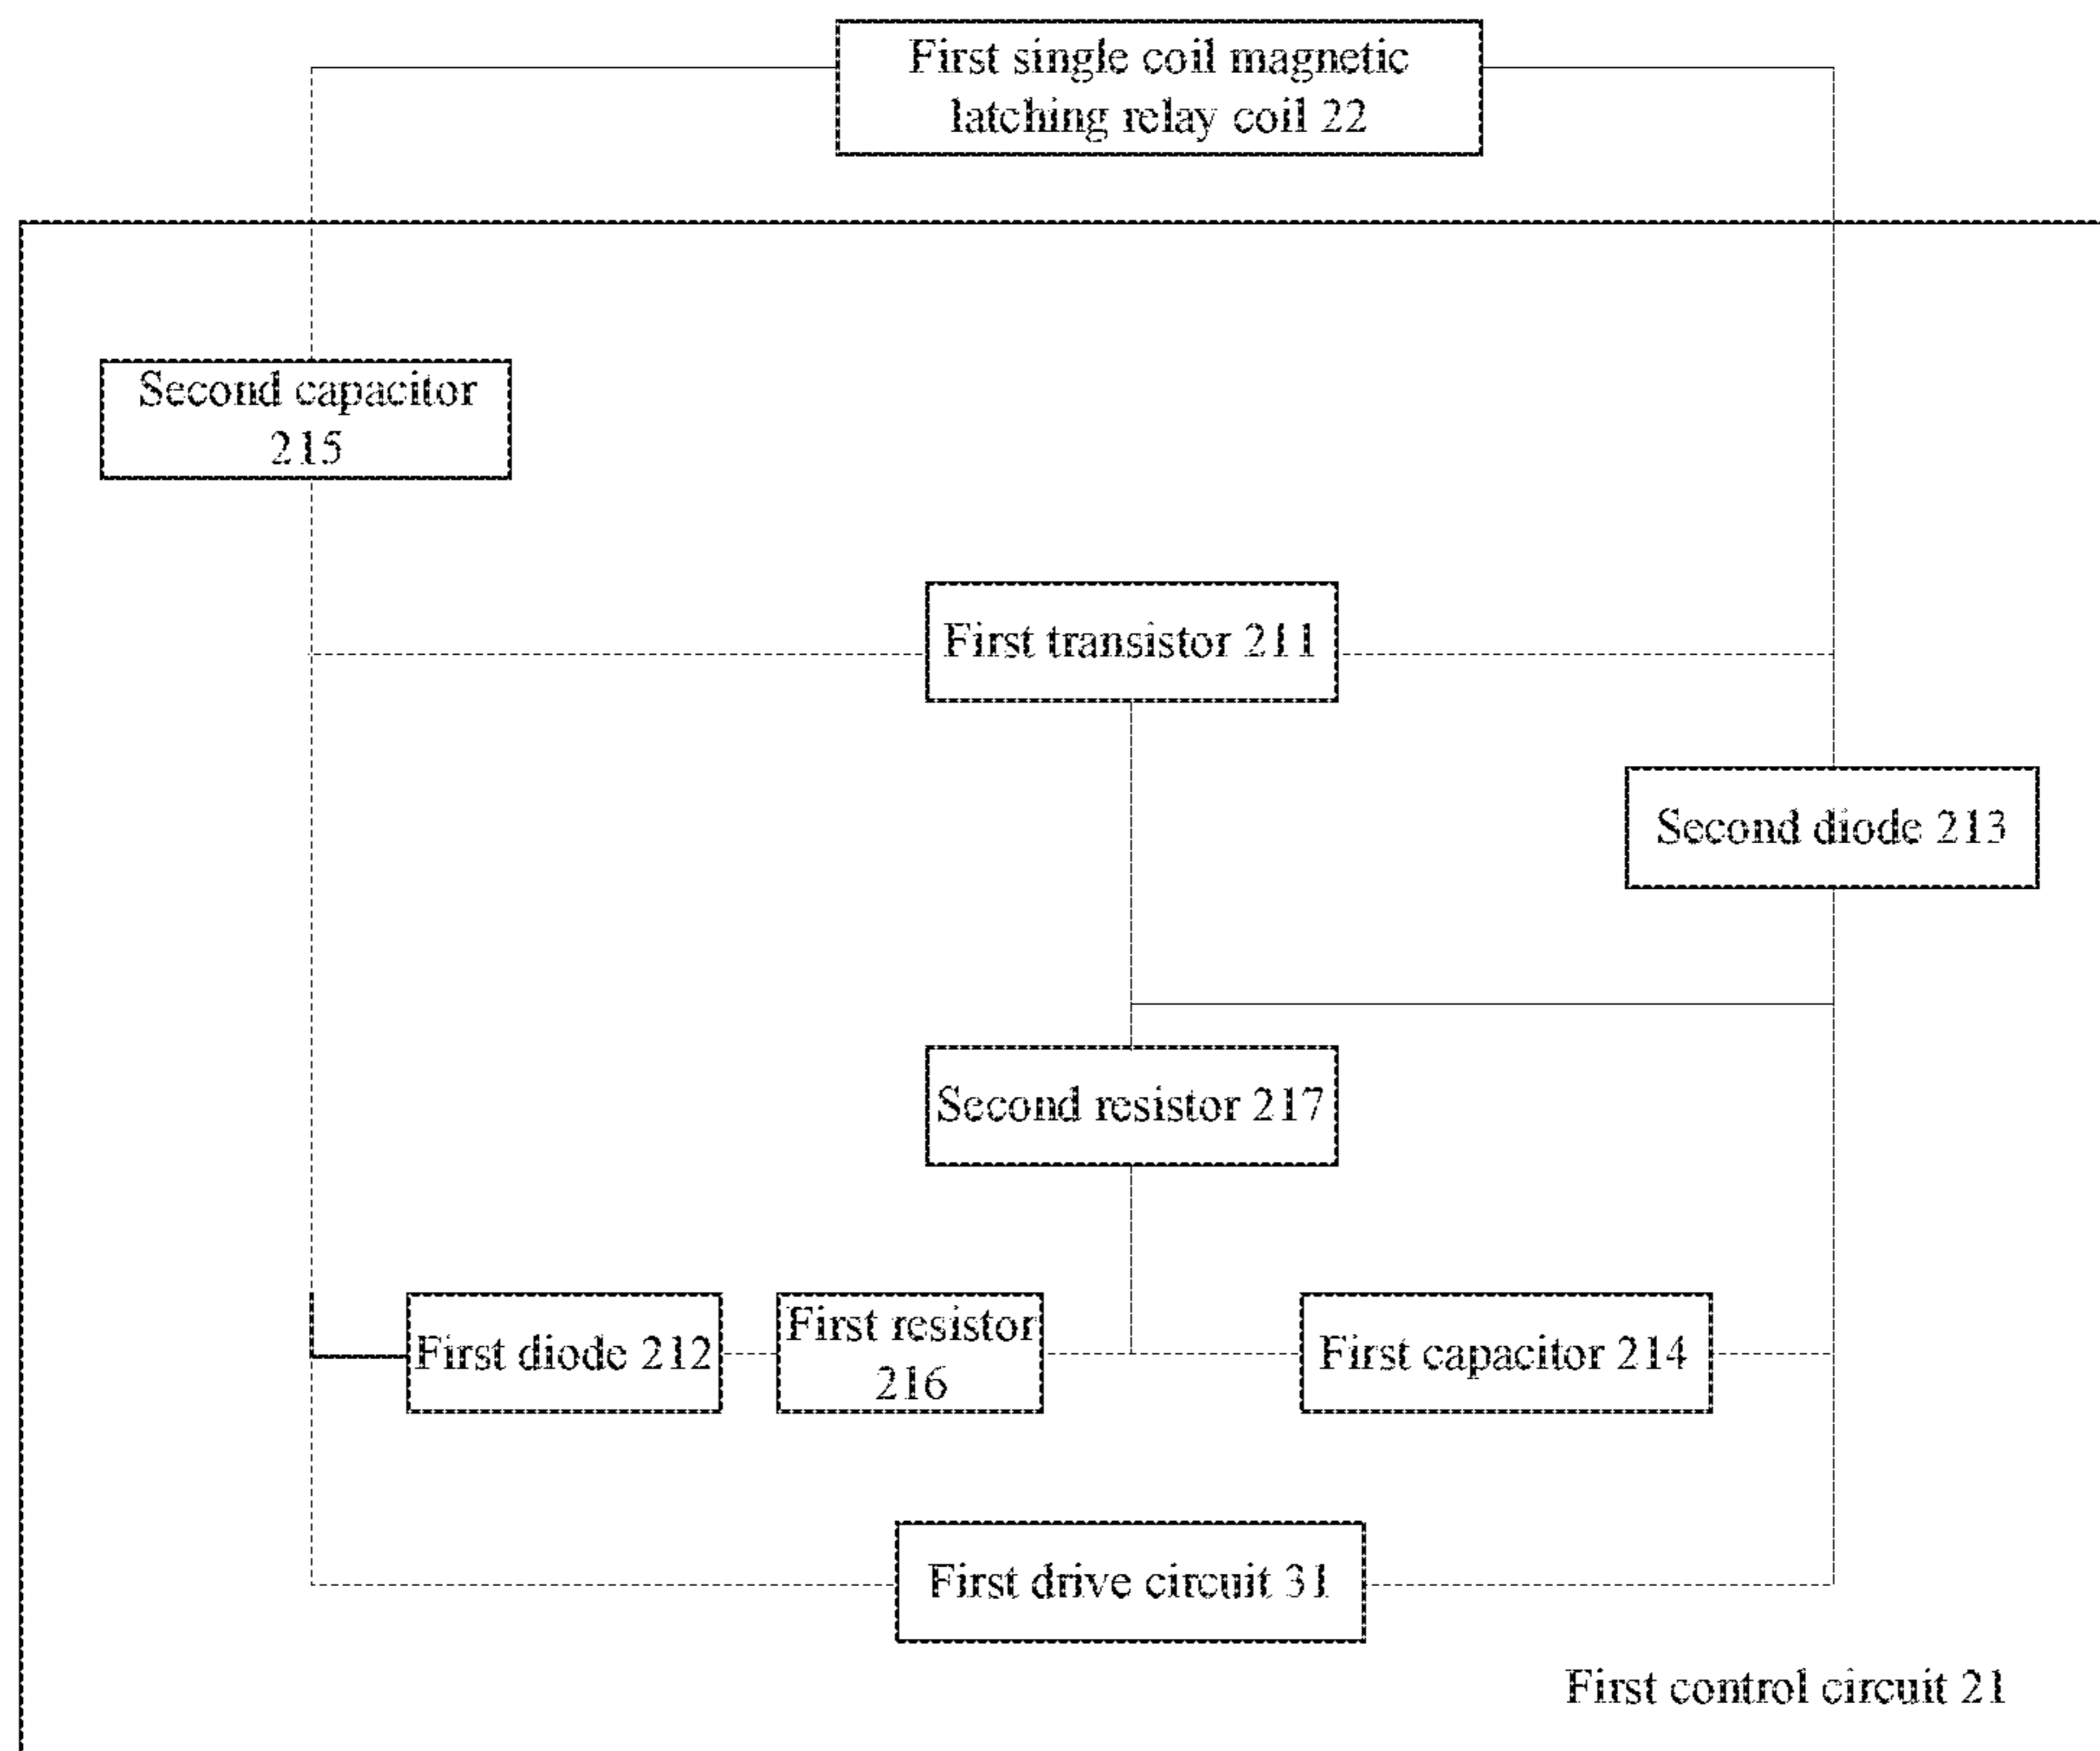 First single coil magnetic
latching relay coil 22
Second capacitor
215
First transistor 211
Second diode 213
Second resistor 217
First diode 212
First resistor
216
First capacitor 214
First drive circuit 31
First control circuit 21